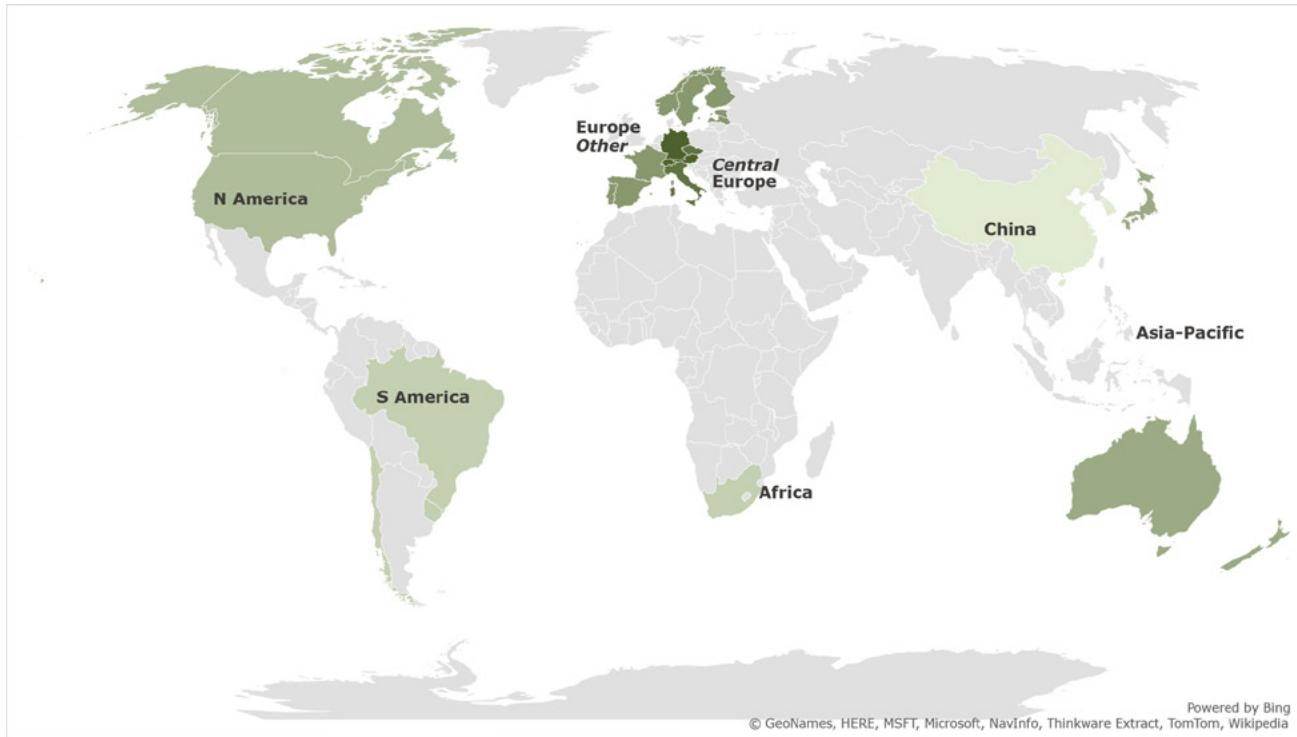 Europe
Other
Central
Europe
N America
China
Asia-Pacific
S America
Africa
Powered by Bing
© GeoNames, HERE, MSFT, Microsoft, NavInfo, Thinkware Extract, TomTom, Wikipedia